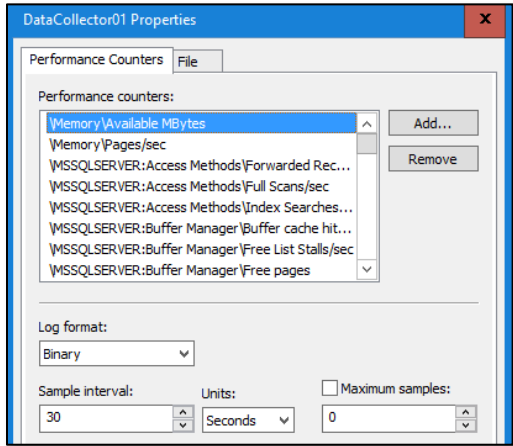 DataCollector01 Properties
x
Performance Counters File
Performance counters:
\Memory\Available MBytes
\Memory\Pages/sec
\MSSQLSERVER:Access Methods\Forwarded Rec...
\MSSQLSERVER:Access Methods\Full Scans/sec
\MSSQLSERVER:Access Methods\Index Searches...
\MSSQLSERVER:Buffer Manager\Buffer cache hit...
\MSSQLSERVER:Buffer Manager\Free List Stalls/sec
\MSSQLSERVER:Buffer Manager\Free pages
Add...
Remove
Log format:
Binary
Sample interval: Units: Maximum samples:
30 Seconds 0